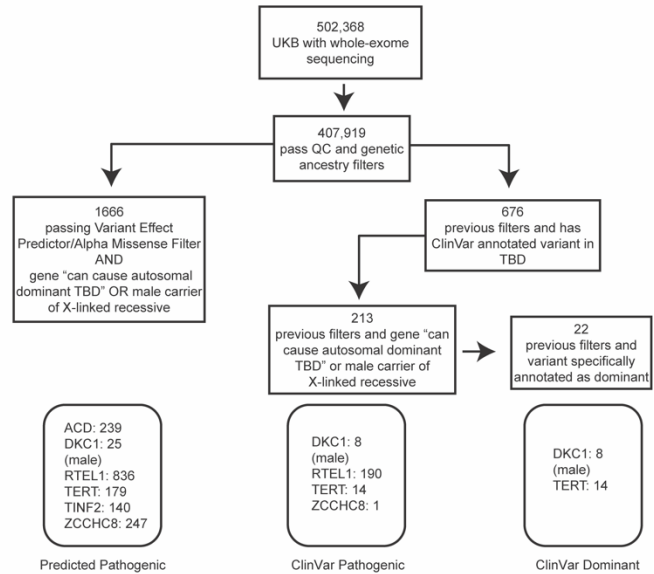 502,368
UKB with whole-exome
sequencing
407,919
pass QC and genetic
ancestry filters
1666
passing Variant Effect
Predictor/Alpha Missense Filter
AND
gene "can cause autosomal
dominant TBD" OR male carrier
of X-linked recessive
676
previous filters and has
ClinVar annotated variant in
TBD
213
previous filters and gene "can
cause autosomal dominant
TBD" or male carrier of
X-linked recessive
22
previous filters and
variant specifically
annotated as dominant
ACD: 239
DKC1: 25
(male)
RTEL1: 836
TERT: 179
TINF2: 140
ZCCHC8: 247
DKC1: 8
(male)
RTEL1: 190
TERT: 14
ZCCHC8: 1
DKC1: 8
(male)
TERT: 14
Predicted Pathogenic
ClinVar Pathogenic
ClinVar Dominant